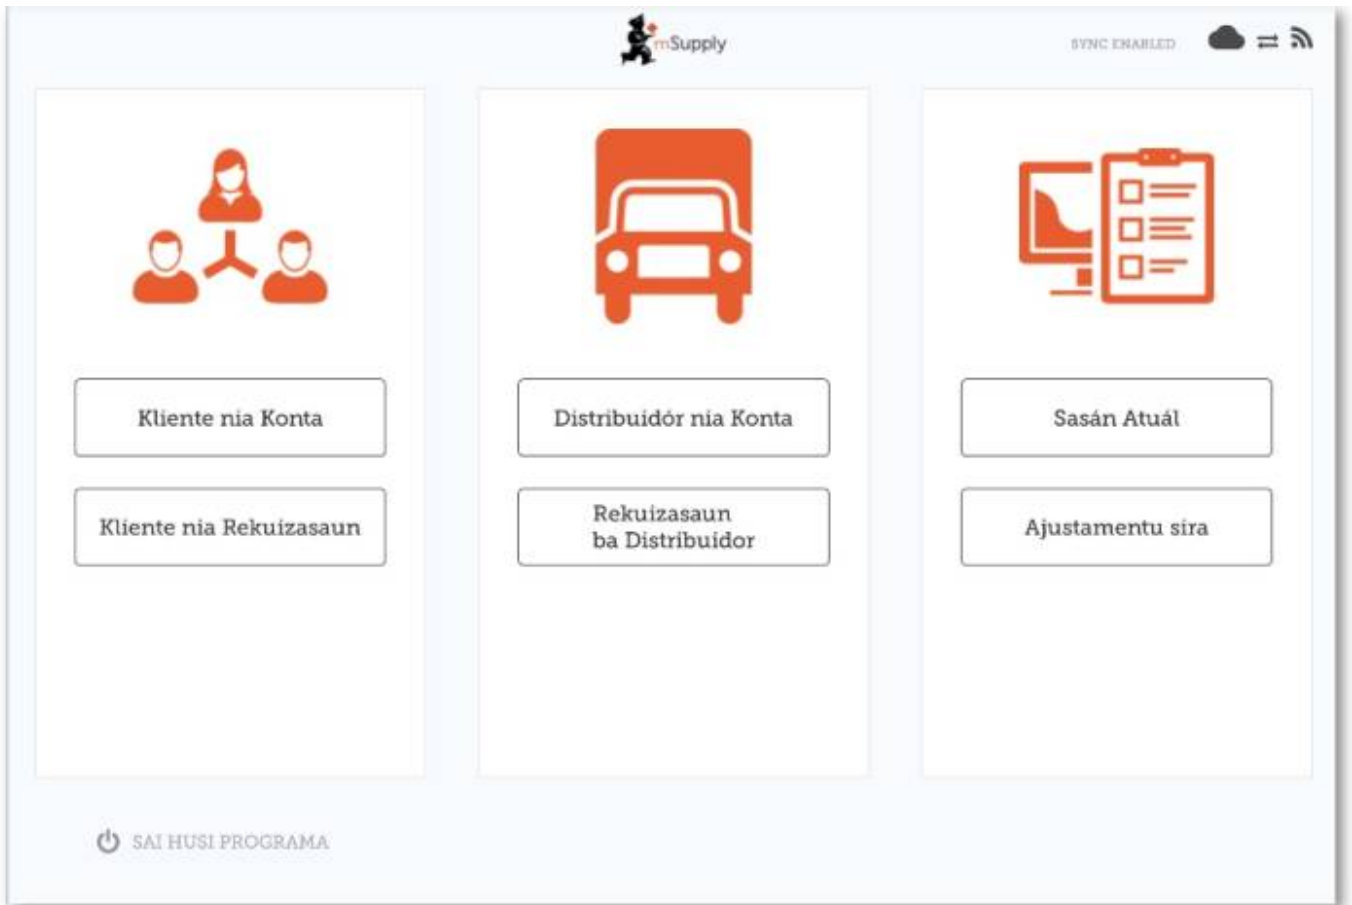 mSupply
SYNC ENABLED
Kliente nia Konta
Kliente nia Rekuizasaun
Distribuidór nia Konta
Rekuizasaun
ba Distribuidor
Sasán Atuál
Ajustamentu sira
SAI HUSI PROGRAMA